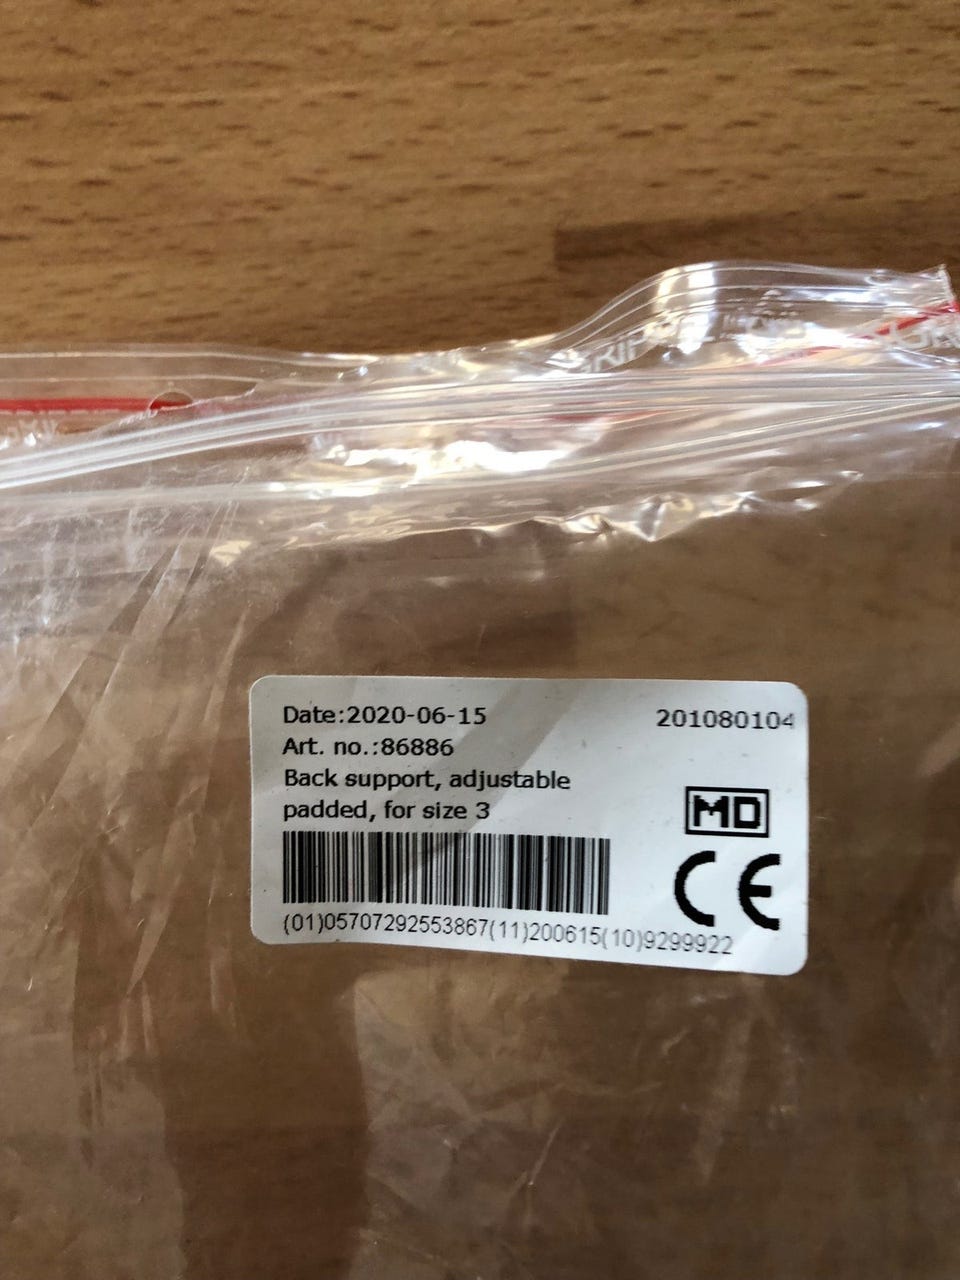 Date:2020-06-15
201080104
Art. no.:86886
Back support, adjustable
padded, for size 3
MD
CE
(01)05707292553867(11)200615(10)9299922